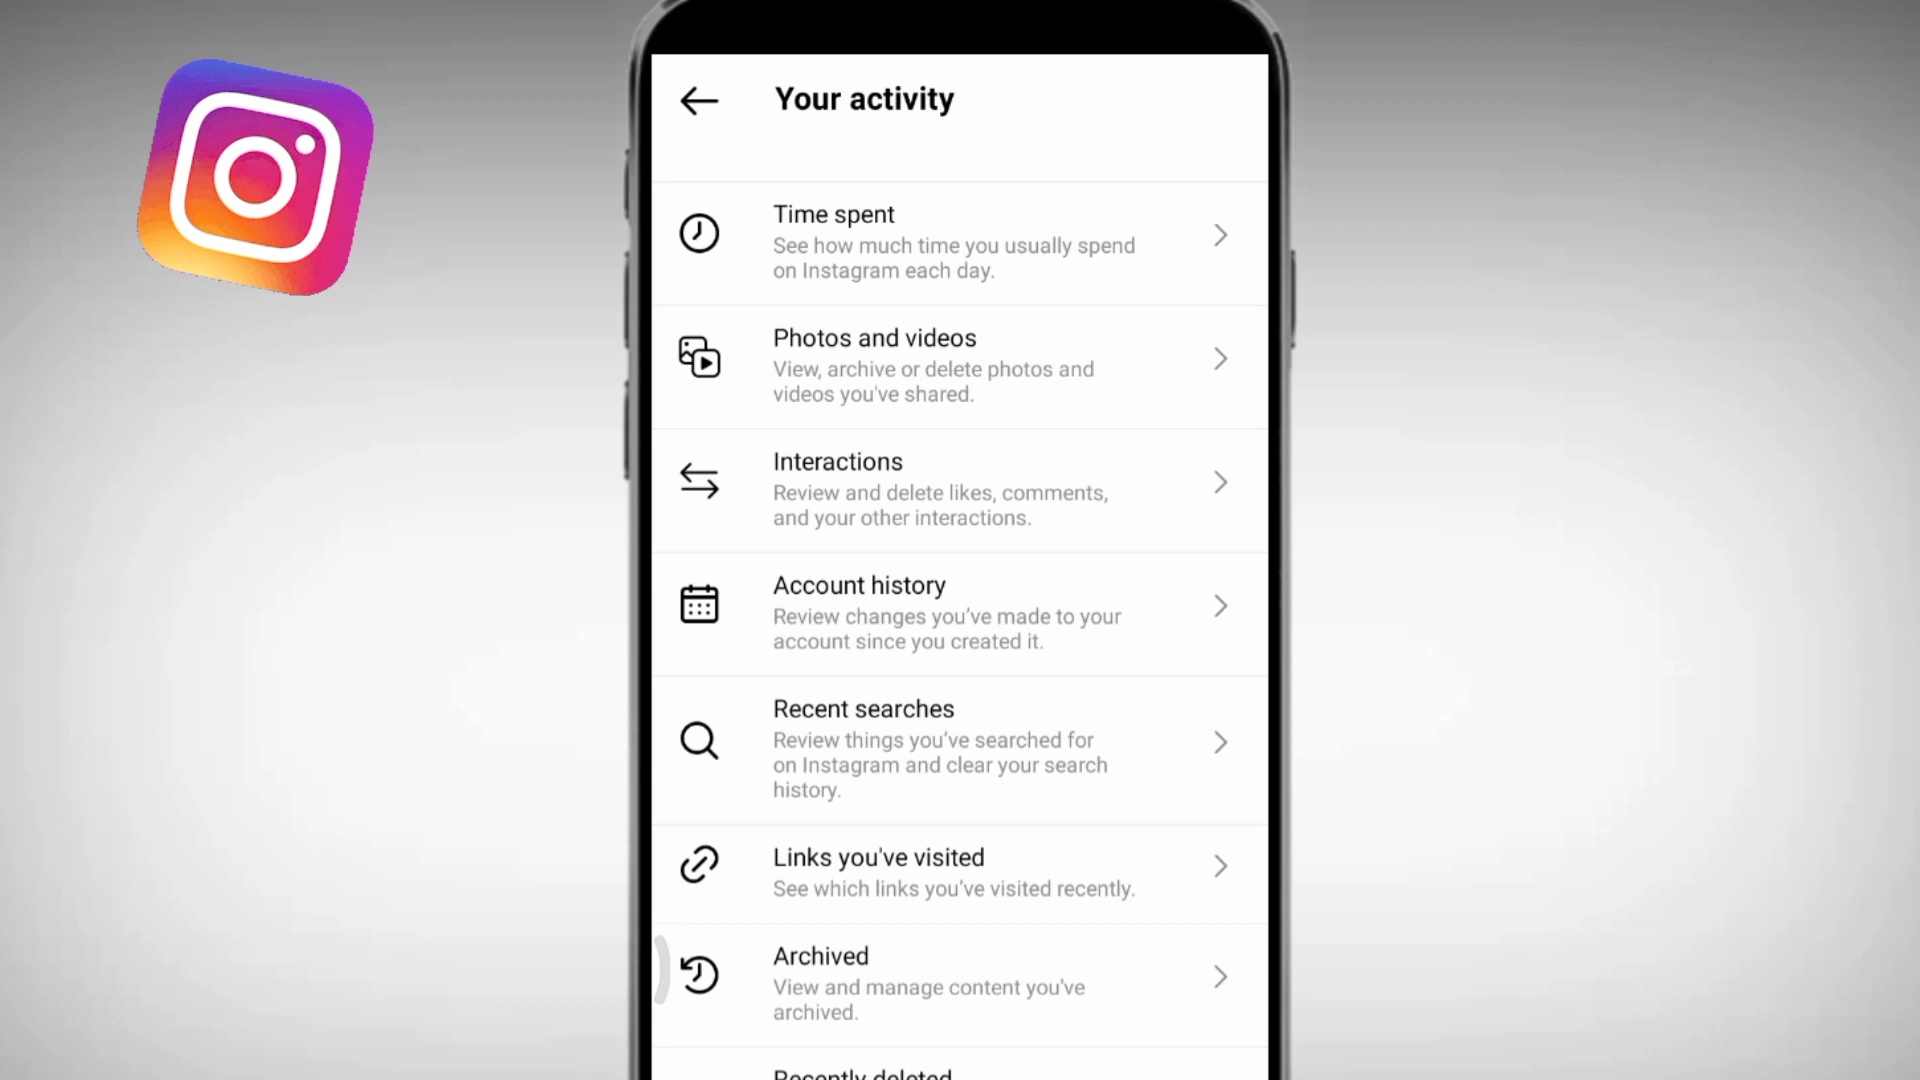 Your activity
Time spent
See how much time you usually spend
on Instagram each day.
Photos and videos
View, archive or delete photos and
videos you've shared.
Interactions
Review and delete likes, comments,
and your other interactions.
Account history
Review changes you’ve made to your
account since you created it.
Recent searches
Review things you’ve searched for
on Instagram and clear your search
history.
Links you've visited
See which links you’ve visited recently.
Archived
View and manage content you've
archived.
Recently deleted